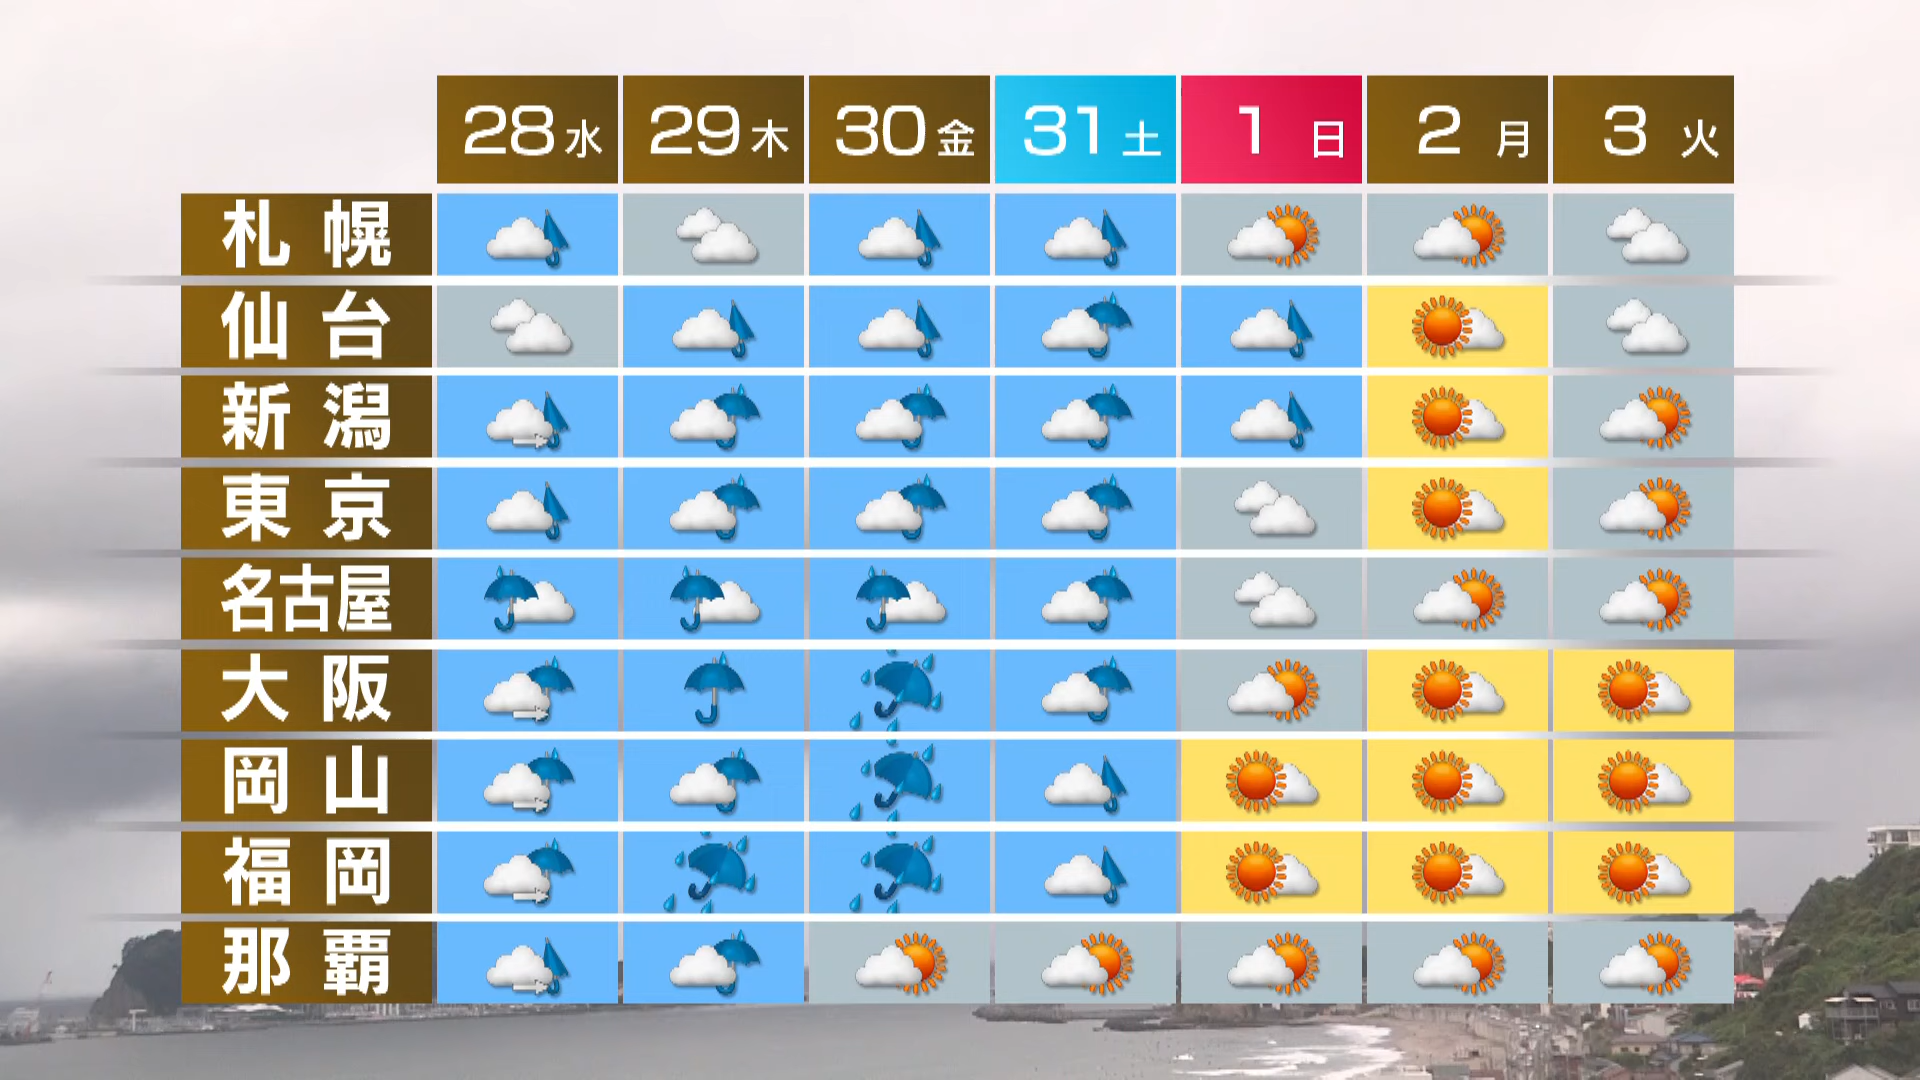 28水 29木 30金 31土 1日 2月 3火
札幌
仙台
新潟
東京
名古屋
大阪
岡山
福岡
那覇